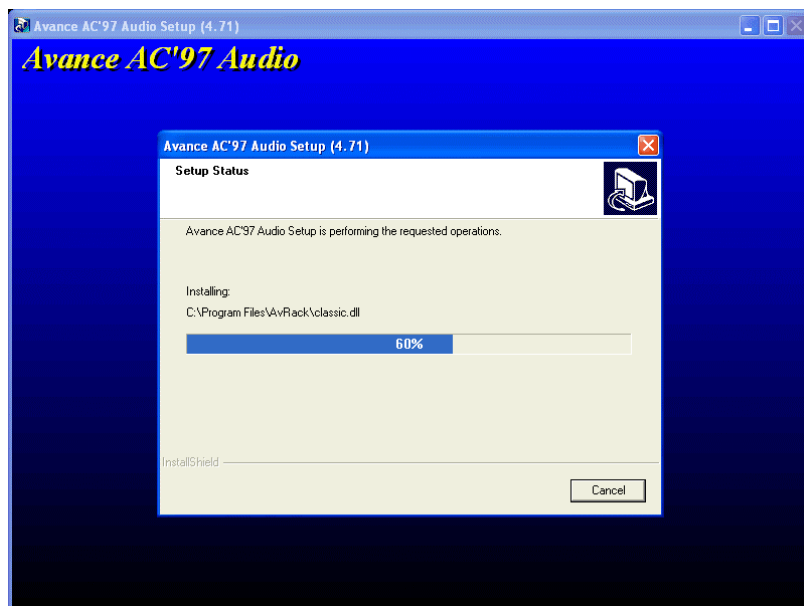 Avance AC'97 Audio Setup (4.71)
Avance AC'97 Audio
Avance AC'97 Audio Setup (4.71)
Setup Status
Avance AC'97 Audio Setup is performing the requested operations.
Installing:
C:\Program Files\AvRack\classic.dll
60%
InstallShield
Cancel